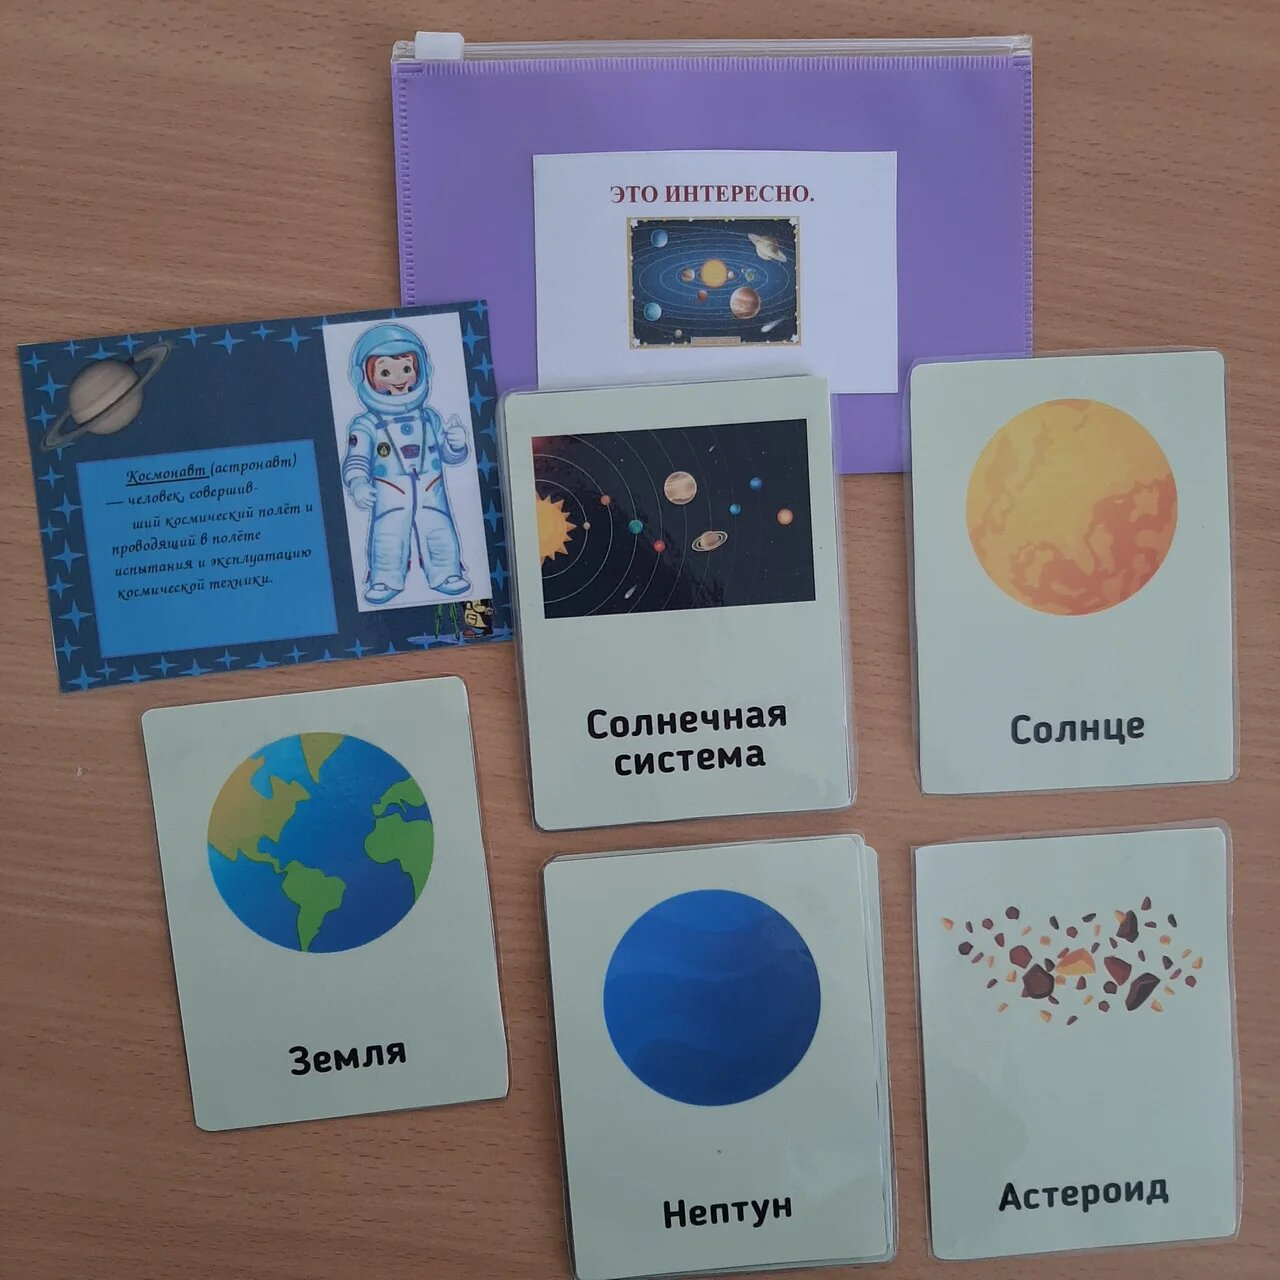 ЭТО ИНТЕРЕСНО.
Космонавт (астронавт)
— человек, совершив-
ший космический полёт и
проводящий в полёте
испытания и эксплуатацию
космической техники.
Солнечная
система
Солнце
Земля
Нептун
Астероид